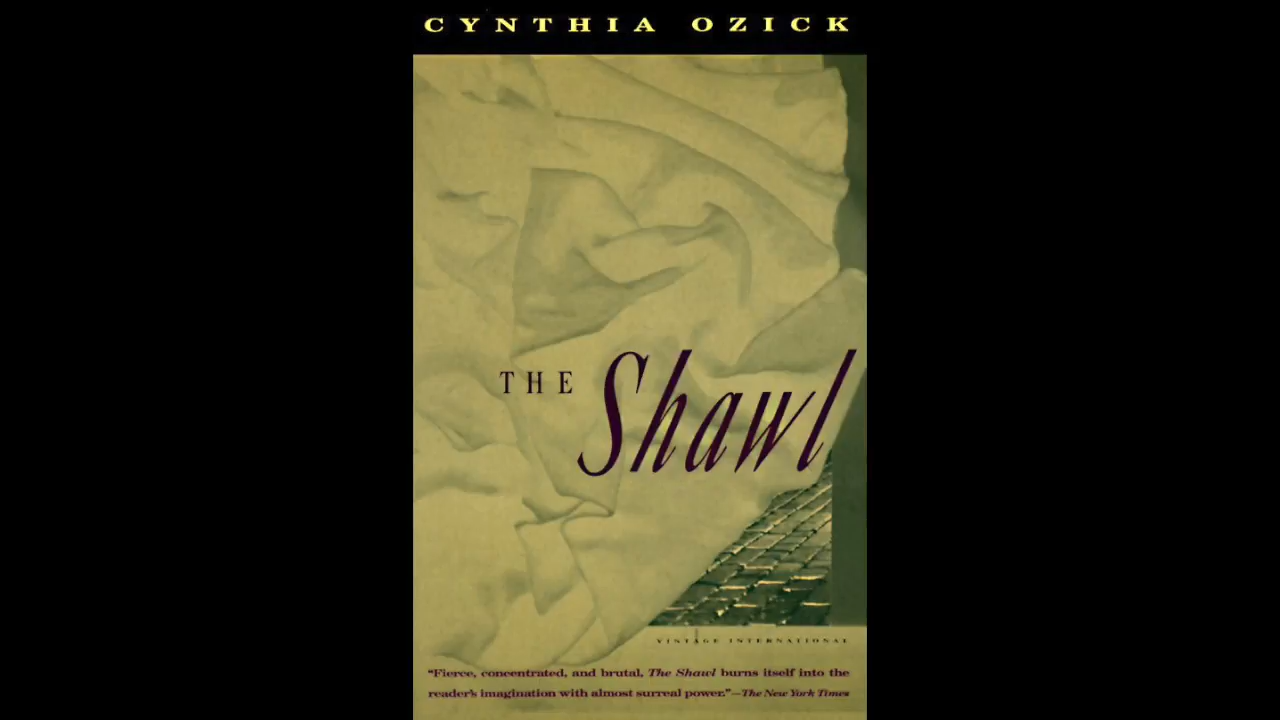 CYNTHIA OZICK
THE Shawl
VINTAGE INTERNATIONAL
"Fierce, concentrated, and brutal, The Shawl burns itself into the
reader's imagination with almost surreal power."—The New York Times